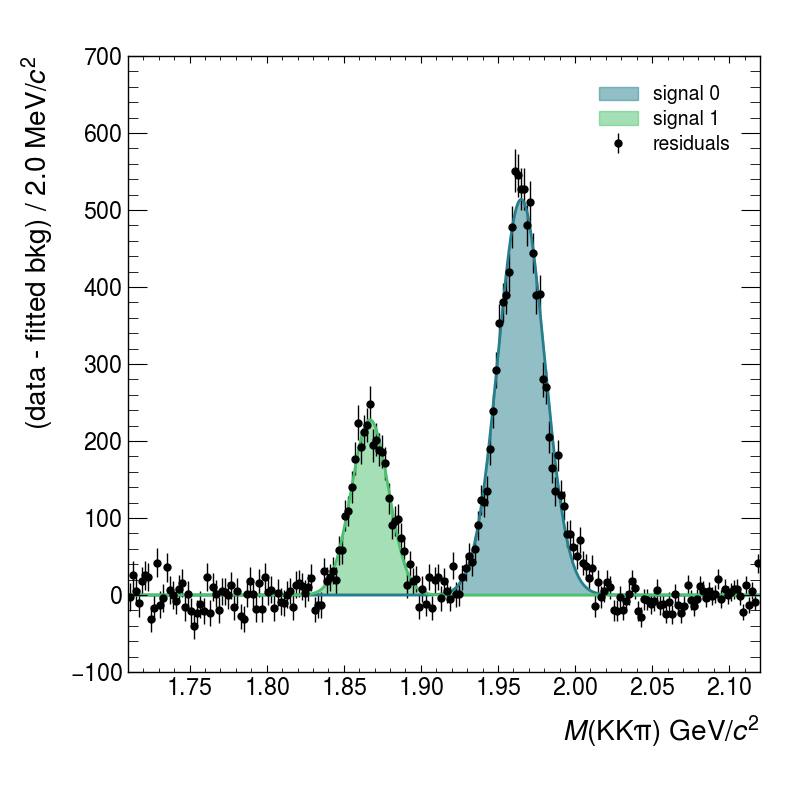 (data - fitted bkg) / 2.0 MeV/c²
700
600
500
400
300
200
100
0
−100
signal 0
signal 1
residuals
1.75 1.80 1.85 1.90 1.95 2.00 2.05 2.10
M(KKπ) GeV/c²